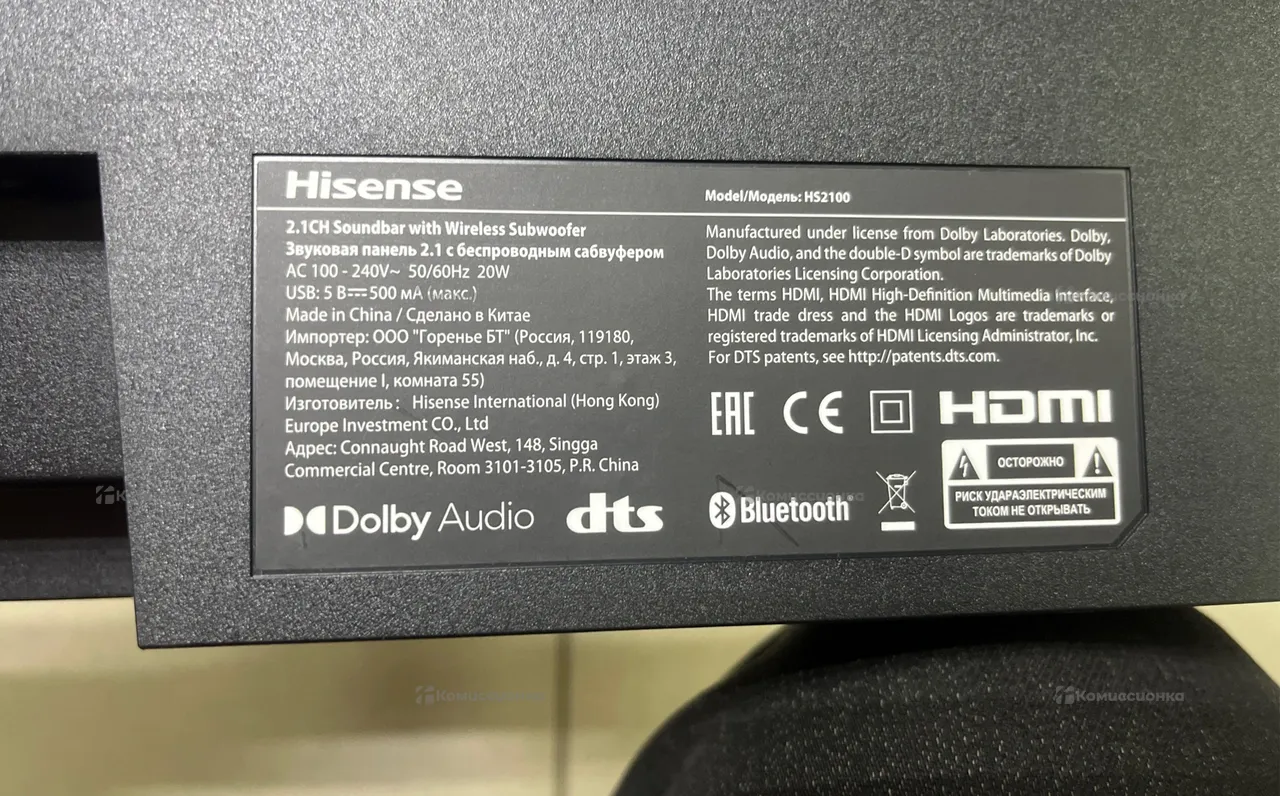 Hisense
Model/Модель: HS2100
2.1CH Soundbar with Wireless Subwoofer
Звуковая панель 2.1 с беспроводным сабвуфером
AC 100 - 240V~ 50/60Hz 20W
USB: 5 В⎓500 мА (макс.)
Made in China / Сделано в Китае
Импортер: ООО "Горенье БТ" (Россия, 119180,
Москва, Россия, Якиманская наб., д. 4, стр. 1, этаж 3,
помещение I, комната 55)
Изготовитель: Hisense International (Hong Kong)
Europe Investment CO., Ltd
Адрес: Connaught Road West, 148, Singga
Commercial Centre, Room 3101-3105, P.R. China
Dolby Audio
dts
Manufactured under license from Dolby Laboratories. Dolby,
Dolby Audio, and the double-D symbol are trademarks of Dolby
Laboratories Licensing Corporation.
The terms HDMI, HDMI High-Definition Multimedia Interface,
HDMI trade dress and the HDMI Logos are trademarks or
registered trademarks of HDMI Licensing Administrator, Inc.
For DTS patents, see http://patents.dts.com.
EAC CE HDMI
Bluetooth
ОСТОРОЖНО
РИСК УДАРАЭЛЕКТРИЧЕСКИМ
ТОКОМ НЕ ОТКРЫВАТЬ
Комиссионка
Комиссионка
Комиссионка